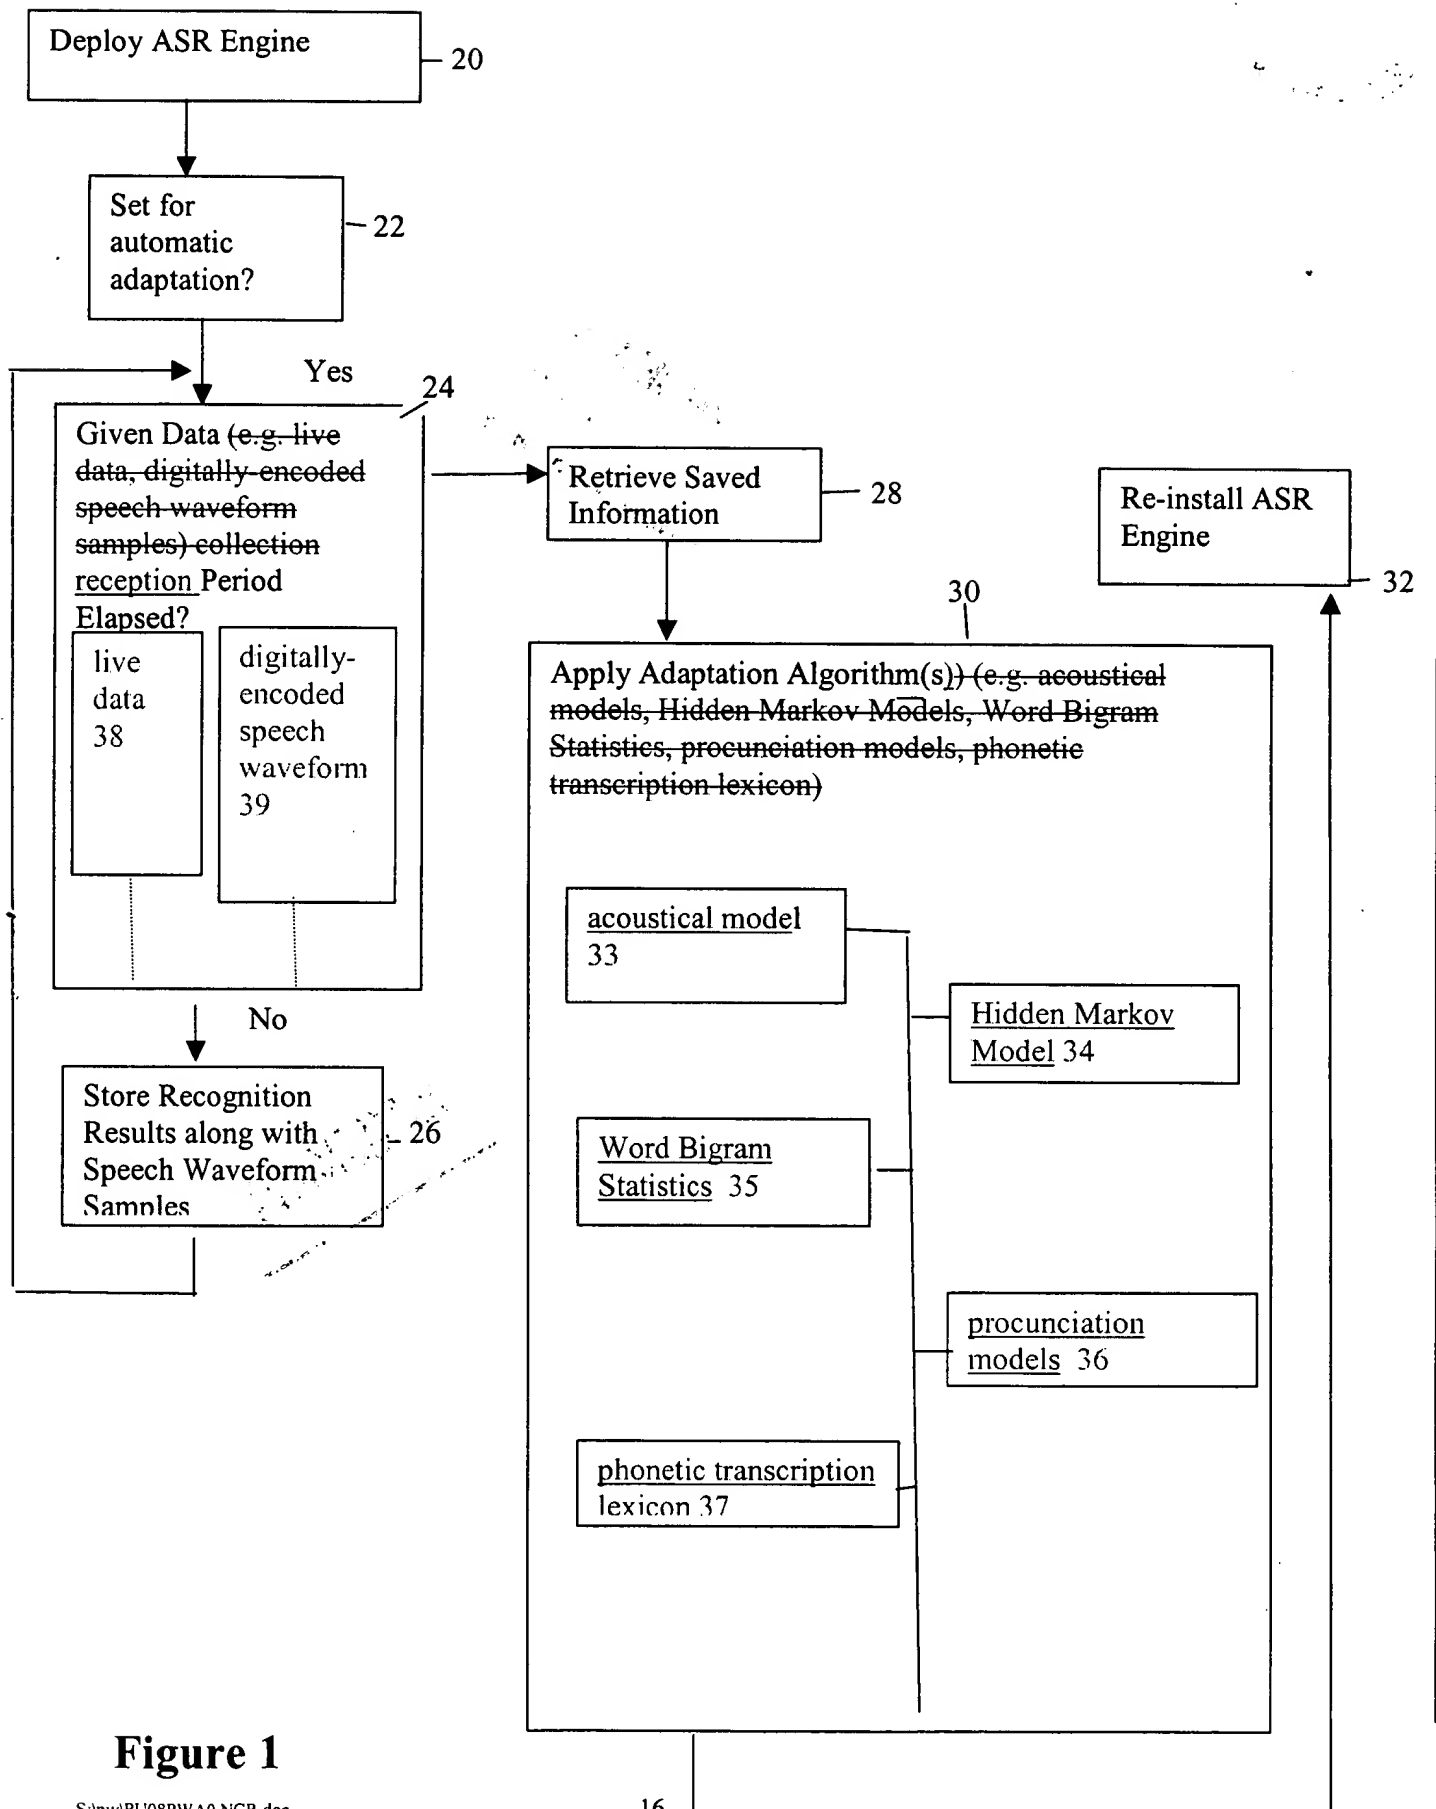 Deploy ASR Engine
20
Set for
automatic
adaptation?
22
Yes
24
Given Data (e.g. live
data, digitally-encoded
speech waveform
samples) collection
reception Period
Elapsed?
live
data
38
digitally-
encoded
speech
waveform
39
No
Store Recognition
Results along with
Speech Waveform
Samples
26
Retrieve Saved
Information
28
Re-install ASR
Engine
32
30
Apply Adaptation Algorithm(s)) (e.g. acoustical
models, Hidden Markov Models, Word Bigram
Statistics, procunciation models, phonetic
transcription lexicon)
acoustical model
33
Hidden Markov
Model 34
Word Bigram
Statistics 35
procunciation
models 36
phonetic transcription
lexicon 37
Figure 1
16